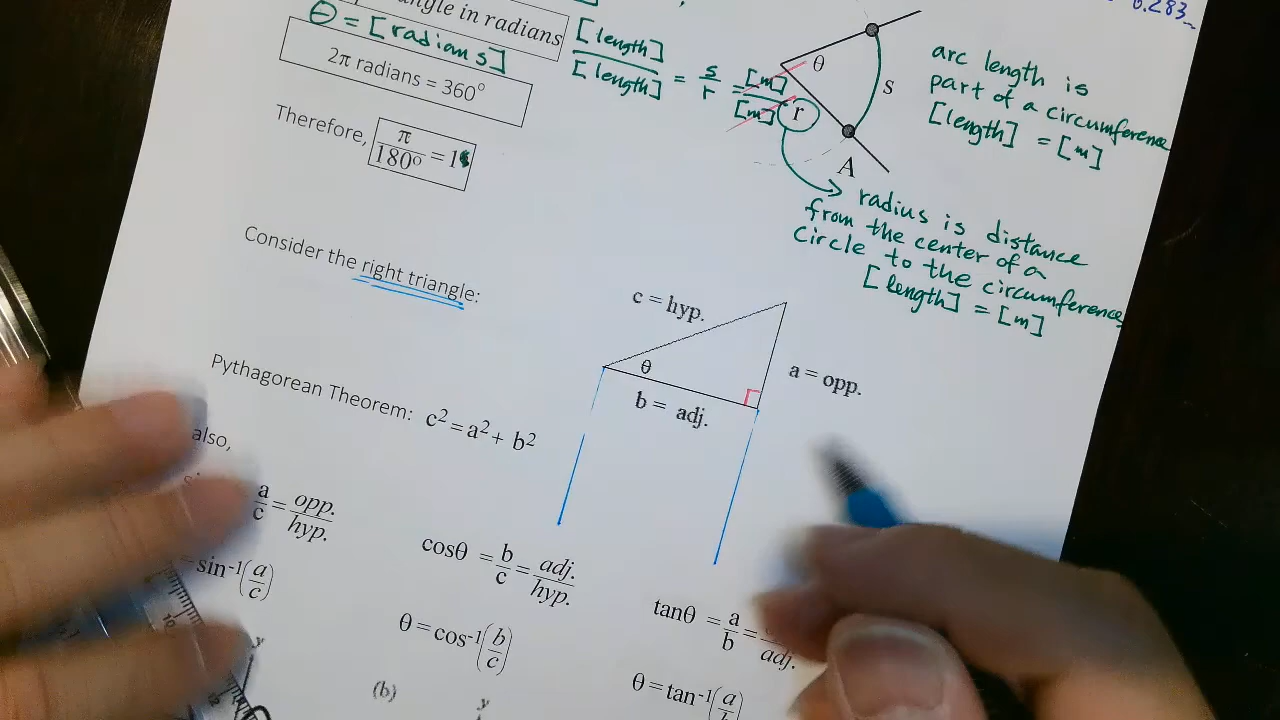 angle in radians
θ = [radians]
[length]
[length]
= s/r = [m]/[m]
6.283
2π radians = 360°
Therefore, π/180° = 1
θ
s
r
A
arc length is
part of a circumference
[length] = [m]
radius is distance
from the center of a
circle to the circumference
[length] = [m]
Consider the right triangle:
c = hyp.
θ
a = opp.
b = adj.
Pythagorean Theorem: c² = a² + b²
also,
a/c = opp./hyp.
cosθ = b/c = adj./hyp.
tanθ = a/b = adj.
sin⁻¹(a/c)
θ = cos⁻¹(b/c)
θ = tan⁻¹(a/
(b)
y
y
10